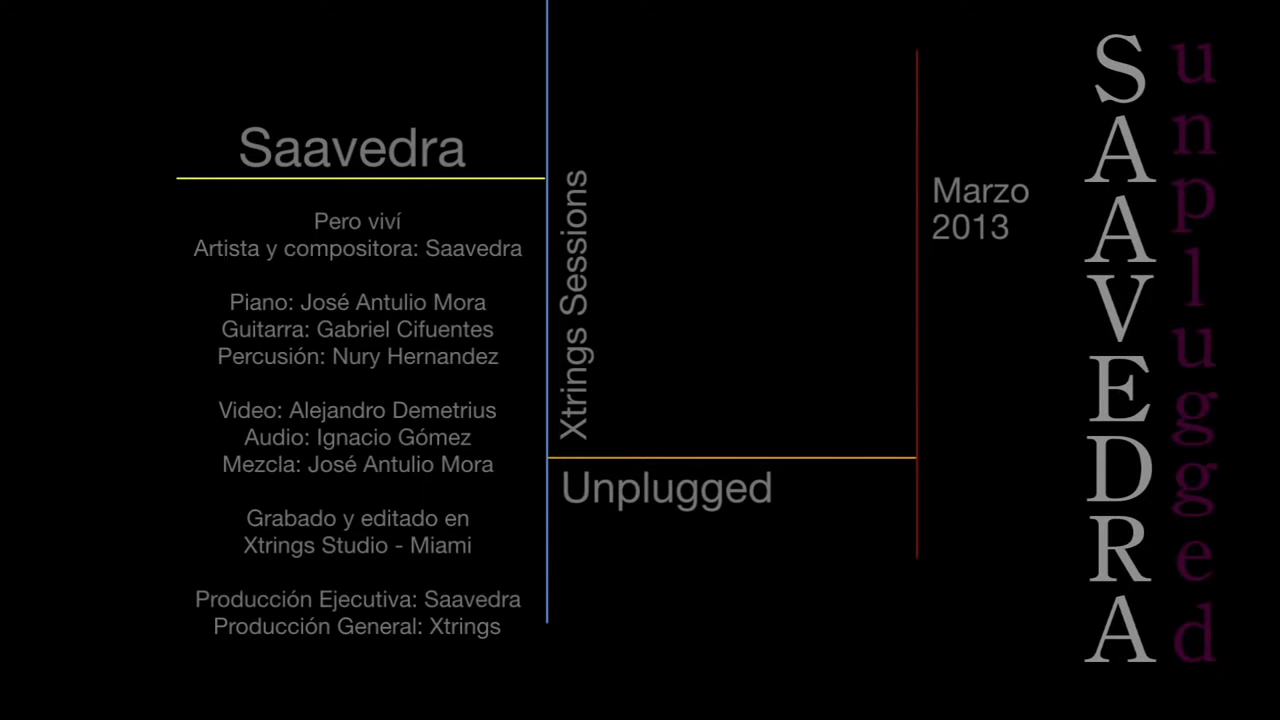 Saavedra
Pero viví
Artista y compositora: Saavedra
Piano: José Antulio Mora
Guitarra: Gabriel Cifuentes
Percusión: Nury Hernandez
Video: Alejandro Demetrius
Audio: Ignacio Gómez
Mezcla: José Antulio Mora
Grabado y editado en
Xtrings Studio - Miami
Producción Ejecutiva: Saavedra
Producción General: Xtrings
Xtrings Sessions
Unplugged
Marzo
2013
SAAVEDRA
unplugged